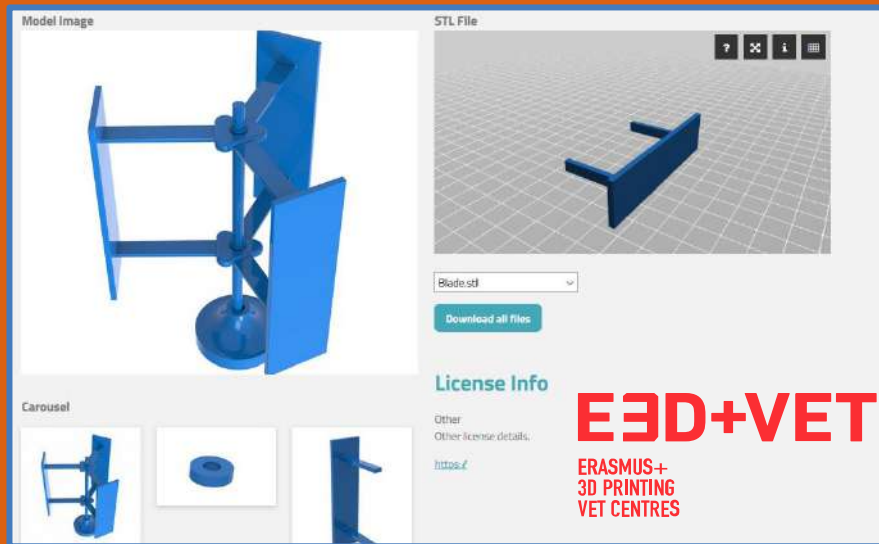 Model Image
STL File
? i
Blade.stl
Download all files
License Info
Carousel
Other
Other license details.
https://
E3D+VET
ERASMUS+
3D PRINTING
VET CENTRES